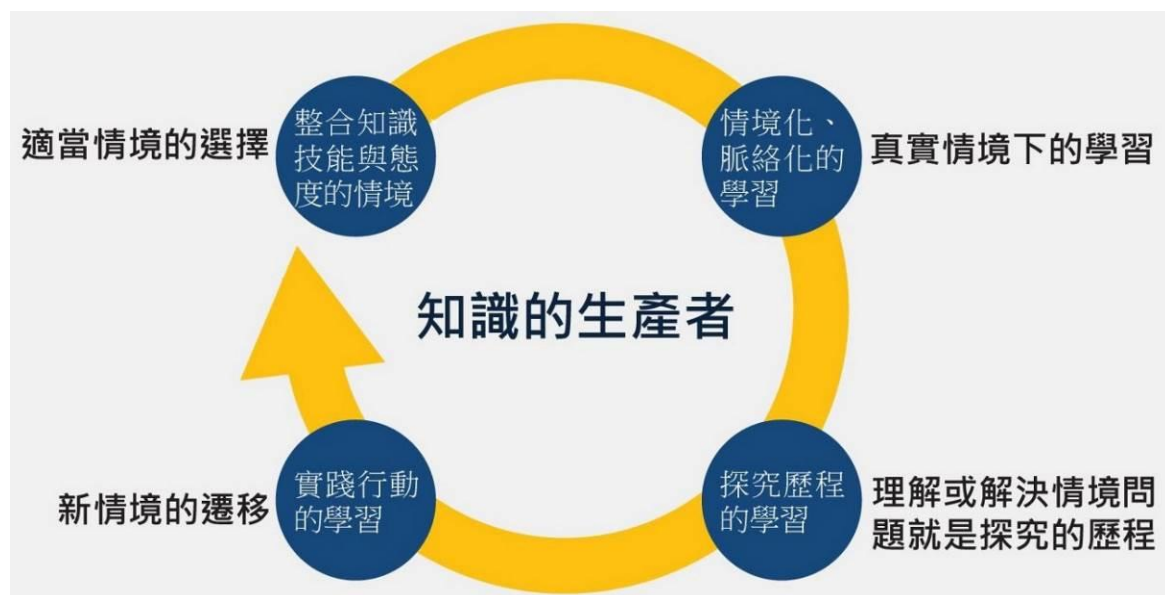 適當情境的選擇
整合知識
技能與態
度的情境
情境化、
脈絡化的
學習
真實情境下的學習
知識的生產者
新情境的遷移
實踐行動
的學習
探究歷程
的學習
理解或解決情境問
題就是探究的歷程